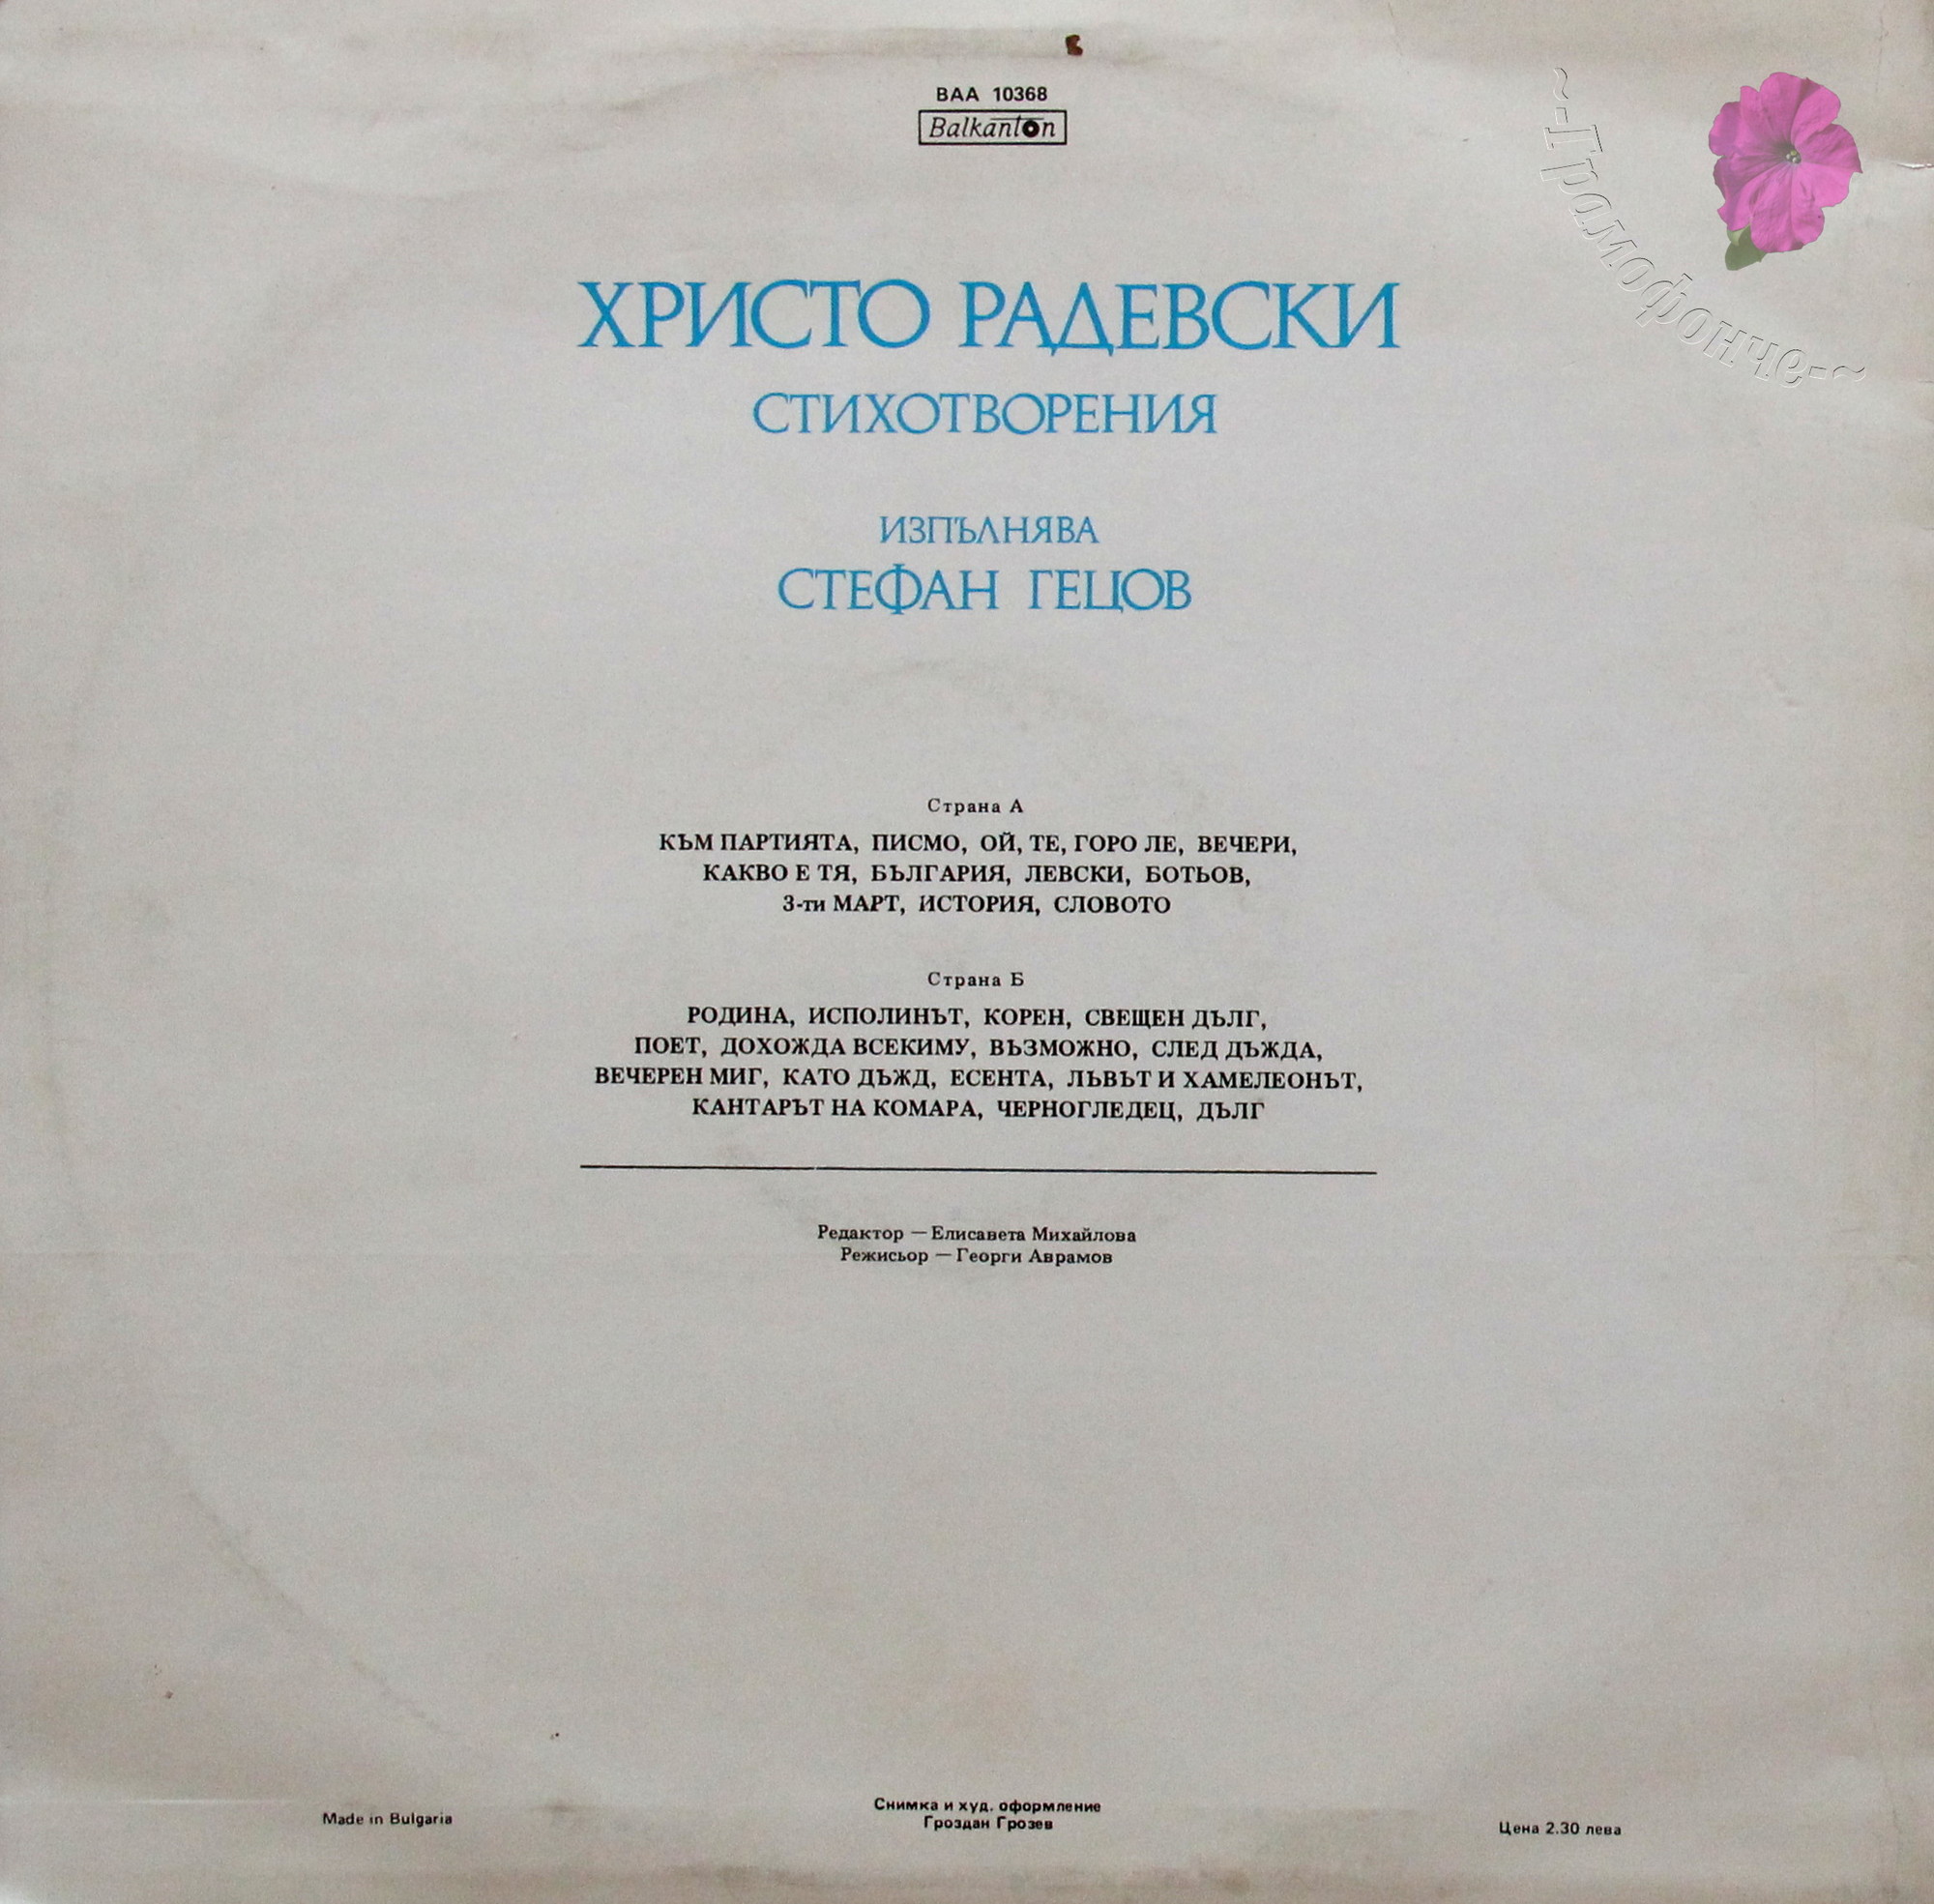 ВАА 10368
Balkanton
~-Грамофонче-~
ХРИСТО РАДЕВСКИ
СТИХОТВОРЕНИЯ
ИЗПЪЛНЯВА
СТЕФАН ГЕЦОВ
Страна А
КЪМ ПАРТИЯТА, ПИСМО, ОЙ, ТЕ, ГОРО ЛЕ, ВЕЧЕРИ,
КАКВО Е ТЯ, БЪЛГАРИЯ, ЛЕВСКИ, БОТЬОВ,
3-ти МАРТ, ИСТОРИЯ, СЛОВОТО
Страна Б
РОДИНА, ИСПОЛИНЪТ, КОРЕН, СВЕЩЕН ДЪЛГ,
ПОЕТ, ДОХОЖДА ВСЕКИМУ, ВЪЗМОЖНО, СЛЕД ДЪЖДА,
ВЕЧЕРЕН МИГ, КАТО ДЪЖД, ЕСЕНТА, ЛЪВЪТ И ХАМЕЛЕОНЪТ,
КАНТАРЪТ НА КОМАРА, ЧЕРНОГЛЕДЕЦ, ДЪЛГ
Редактор — Елисавета Михайлова
Режисьор — Георги Аврамов
Made in Bulgaria
Снимка и худ. оформление
Гроздан Грозев
Цена 2.30 лева